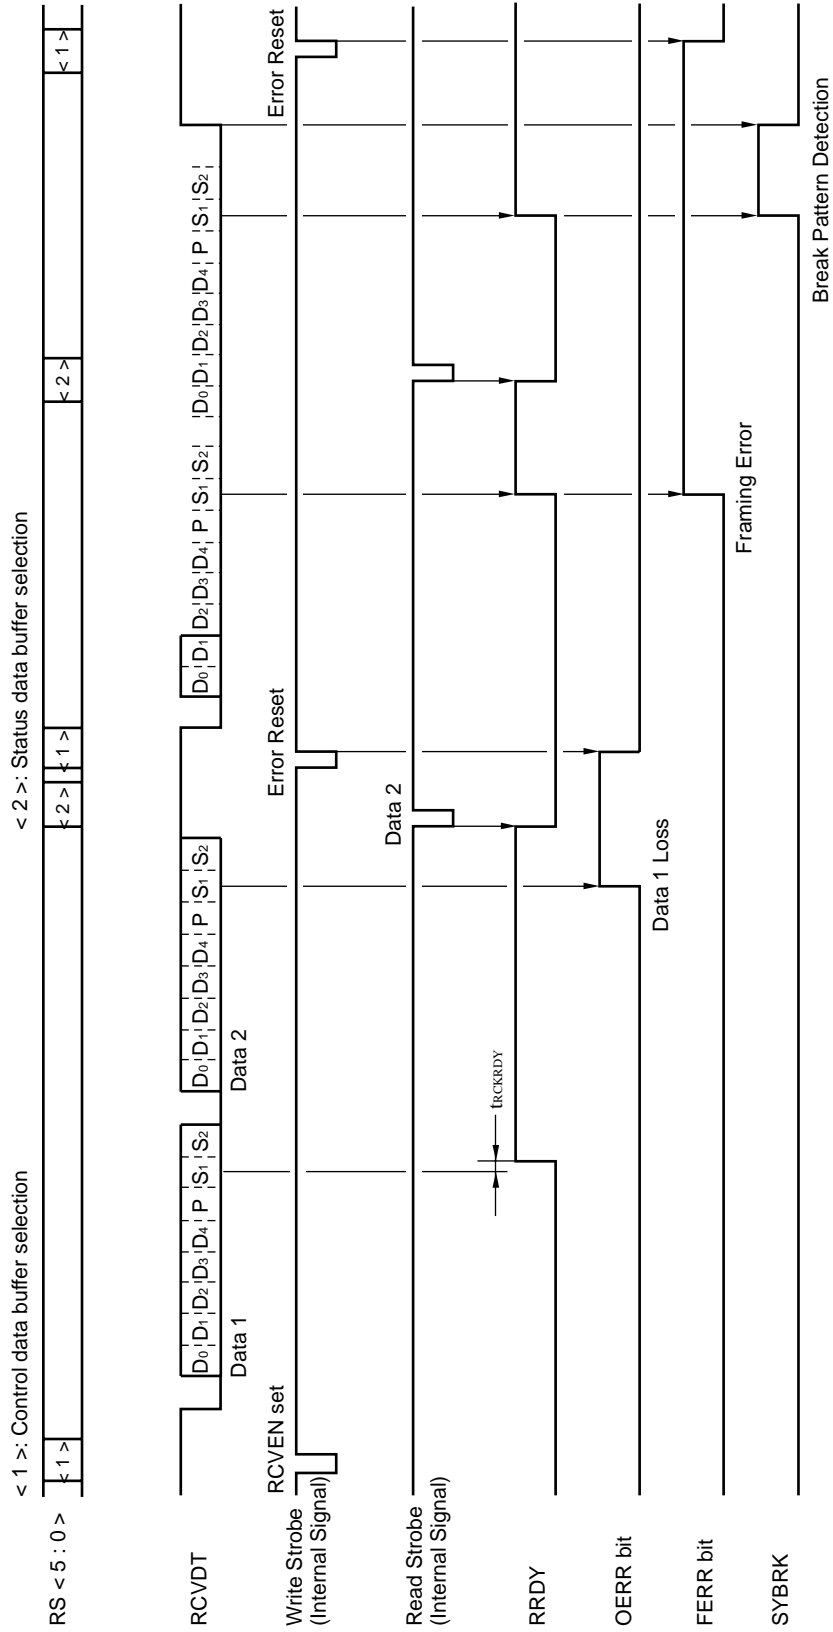 < 1 >: Control data buffer selection
< 2 >: Status data buffer selection
RS < 5 : 0 >
< 1 >
< 2 >
< 1 >
< 2 >
< 1 >
RCVDT
D0 D1 D2 D3 D4 P S1 S2
D0 D1 D2 D3 D4 P S1 S2
D0 D1 D2 D3 D4 P S1 S2
D0 D1 D2 D3 D4 P S1 S2
Data 1
Data 2
RCVEN set
Error Reset
Error Reset
Write Strobe
(Internal Signal)
Data 2
Read Strobe
(Internal Signal)
tRCKRDY
RRDY
OERR bit
Data 1 Loss
FERR bit
Framing Error
SYBRK
Break Pattern Detection